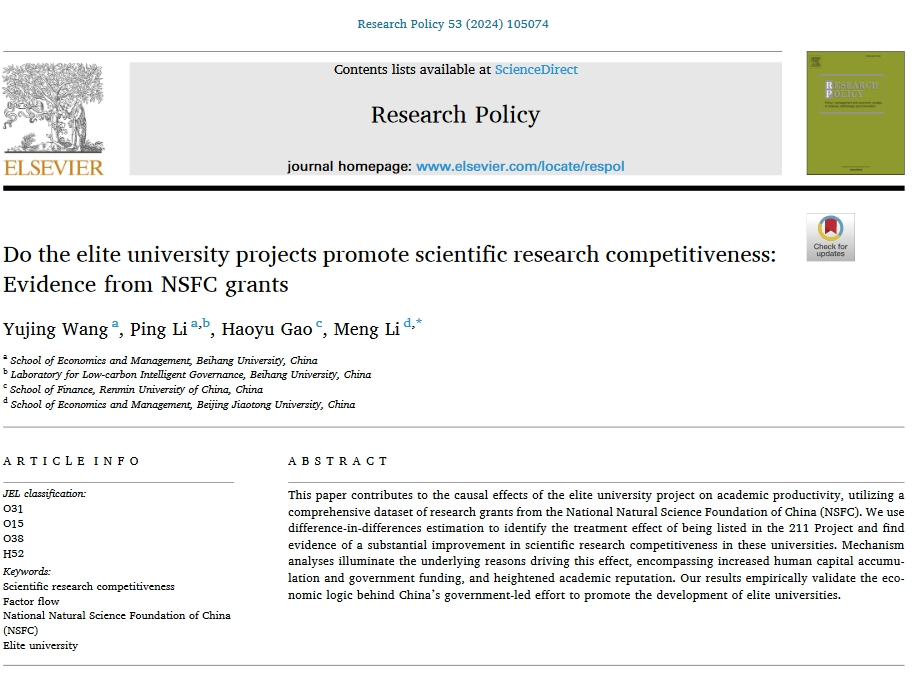 Research Policy 53 (2024) 105074
Contents lists available at ScienceDirect
Research Policy
journal homepage: www.elsevier.com/locate/respol
ELSEVIER
RESEARCH
POLICY
Check for
updates
Do the elite university projects promote scientific research competitiveness:
Evidence from NSFC grants
Yujing Wang a, Ping Li a,b, Haoyu Gao c, Meng Li d,*
a School of Economics and Management, Beihang University, China
b Laboratory for Low-carbon Intelligent Governance, Beihang University, China
c School of Finance, Renmin University of China, China
d School of Economics and Management, Beijing Jiaotong University, China
ARTICLE INFO
JEL classification:
O31
O15
O38
H52
Keywords:
Scientific research competitiveness
Factor flow
National Natural Science Foundation of China
(NSFC)
Elite university
ABSTRACT
This paper contributes to the causal effects of the elite university project on academic productivity, utilizing a
comprehensive dataset of research grants from the National Natural Science Foundation of China (NSFC). We use
difference-in-differences estimation to identify the treatment effect of being listed in the 211 Project and find
evidence of a substantial improvement in scientific research competitiveness in these universities. Mechanism
analyses illuminate the underlying reasons driving this effect, encompassing increased human capital accumu-
lation and government funding, and heightened academic reputation. Our results empirically validate the eco-
nomic logic behind China's government-led effort to promote the development of elite universities.